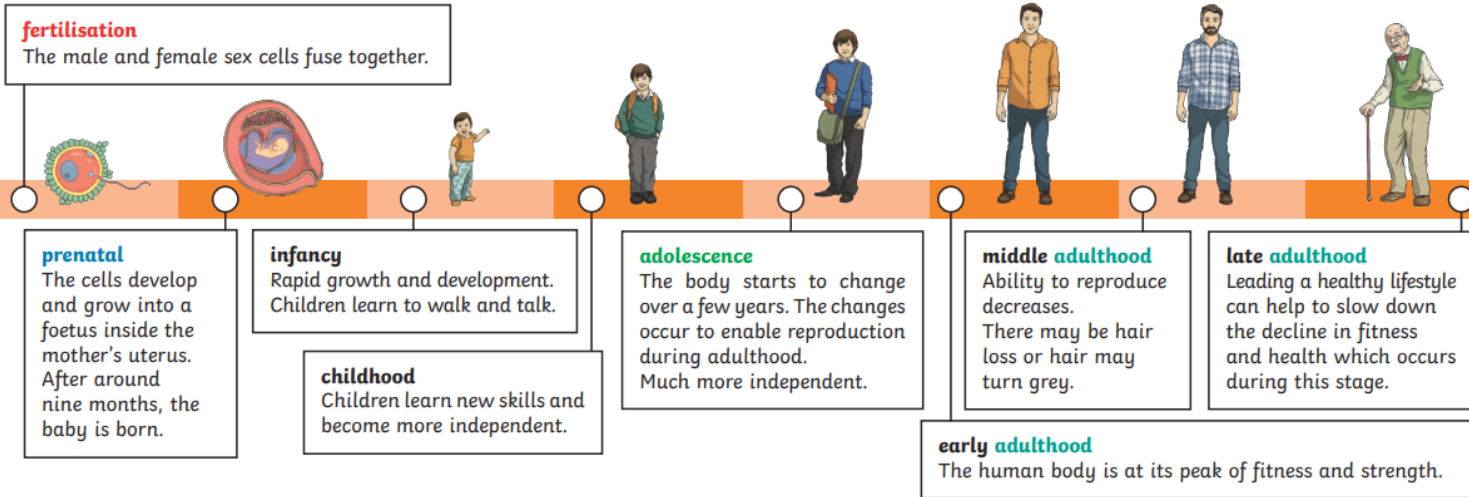 fertilisation
The male and female sex cells fuse together.
prenatal
The cells develop
and grow into a
foetus inside the
mother's uterus.
After around
nine months, the
baby is born.
infancy
Rapid growth and development.
Children learn to walk and talk.
childhood
Children learn new skills and
become more independent.
adolescence
The body starts to change
over a few years. The changes
occur to enable reproduction
during adulthood.
Much more independent.
early adulthood
The human body is at its peak of fitness and strength.
middle adulthood
Ability to reproduce
decreases.
There may be hair
loss or hair may
turn grey.
late adulthood
Leading a healthy lifestyle
can help to slow down
the decline in fitness
and health which occurs
during this stage.